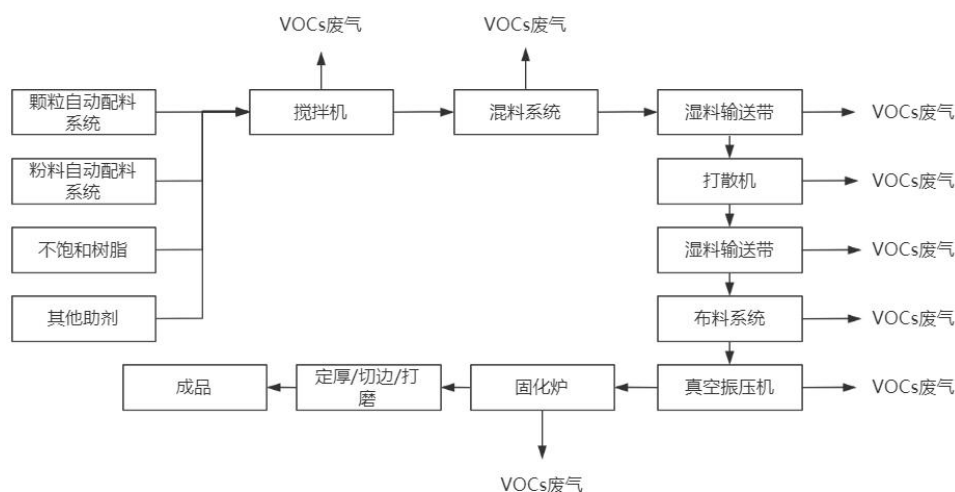 VOCs废气
VOCs废气
颗粒自动配料
系统
搅拌机
混料系统
湿料输送带
VOCs废气
粉料自动配料
系统
打散机
VOCs废气
不饱和树脂
湿料输送带
VOCs废气
其他助剂
布料系统
VOCs废气
成品
定厚/切边/打
磨
固化炉
真空振压机
VOCs废气
VOCs废气